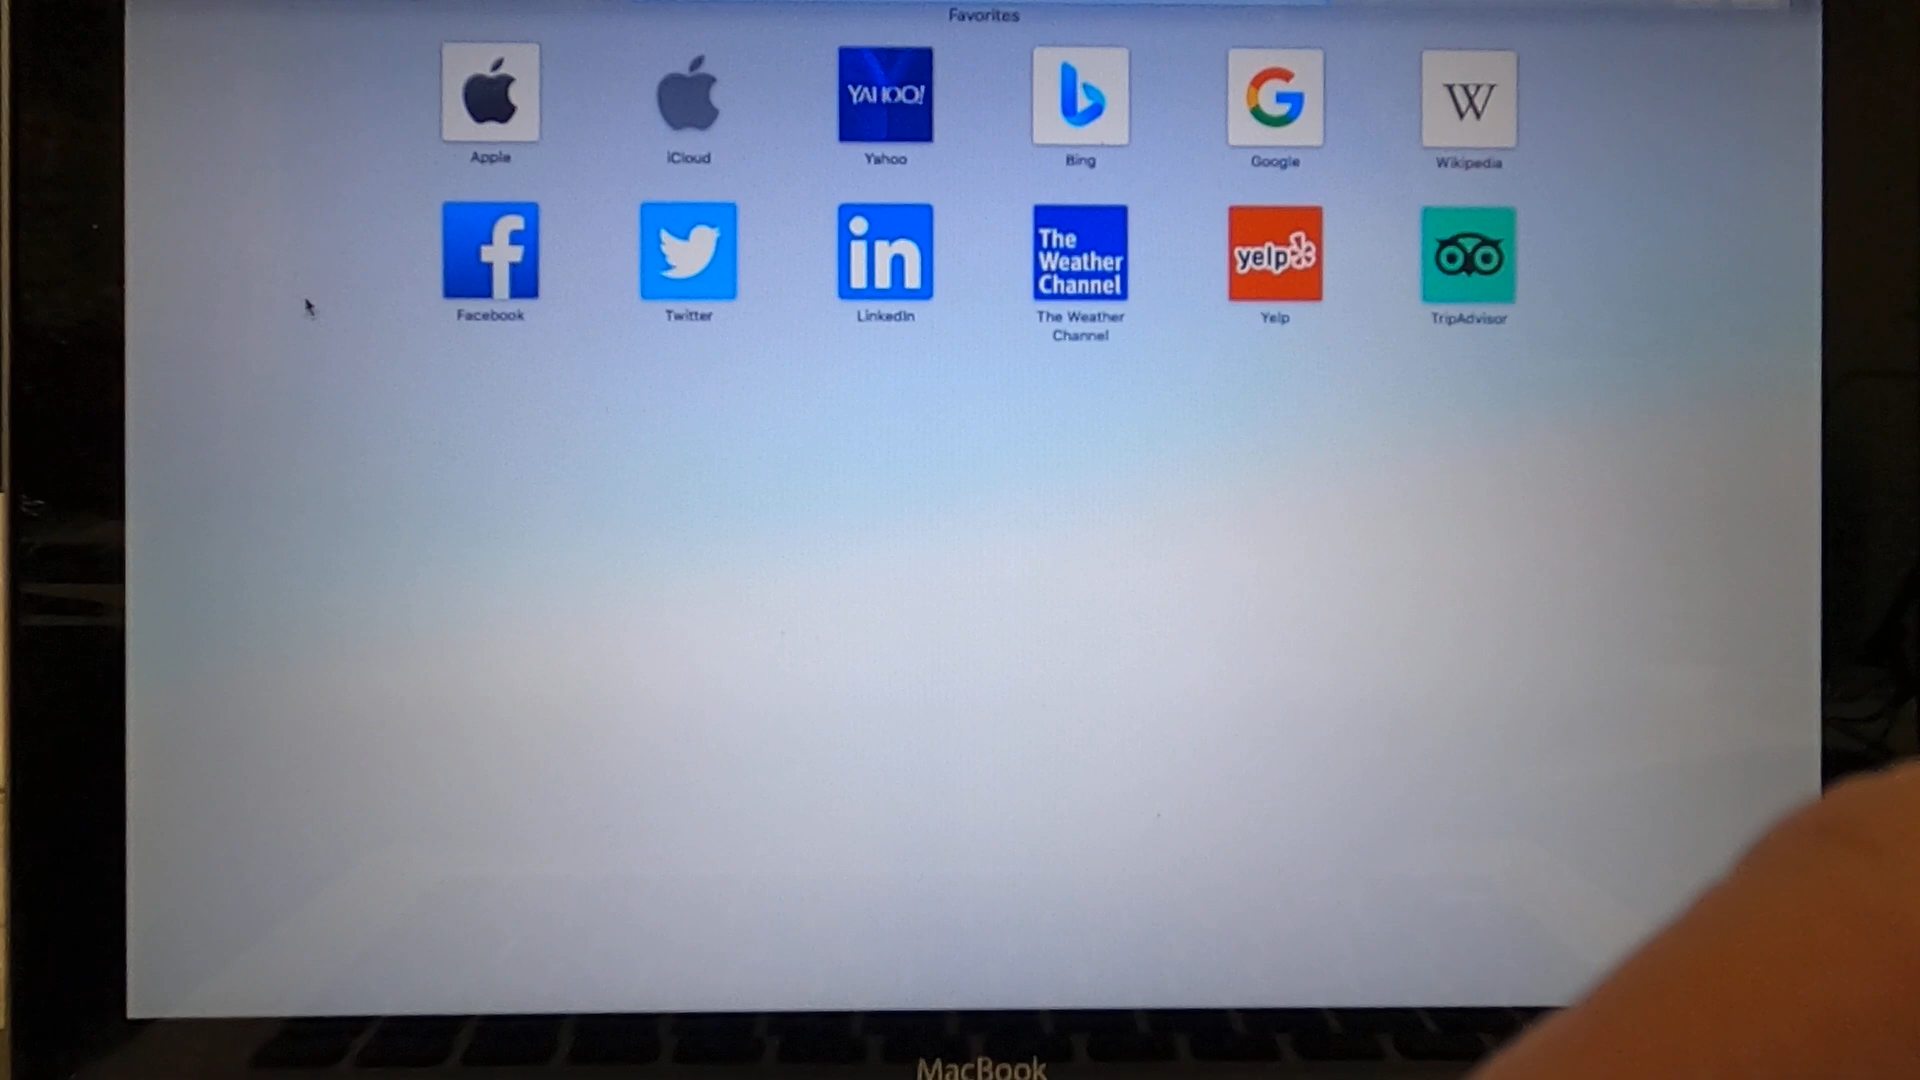 Favorites
YAHOO!
W
Apple
iCloud
Yahoo
Bing
Google
Wikipedia
in
The
Weather
Channel
yelp
Facebook
Twitter
LinkedIn
The Weather
Channel
Yelp
TripAdvisor
MacBook